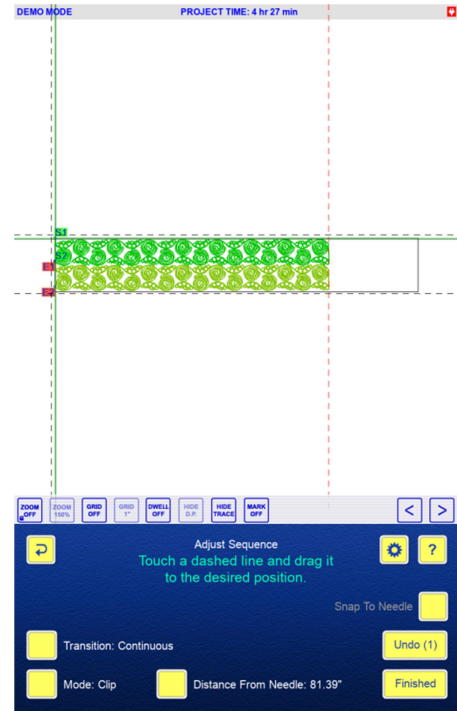 DEMO MODE
PROJECT TIME: 4 hr 27 min
S1
S2
E1
E2
ZOOM OFF
ZOOM 150%
GRID OFF
GRID 1"
DWELL OFF
HIDE D.P.
HIDE TRACE
MARK OFF
<
>
Adjust Sequence
?
Touch a dashed line and drag it
to the desired position.
Snap To Needle
Transition: Continuous
Undo (1)
Mode: Clip
Distance From Needle: 81.39"
Finished